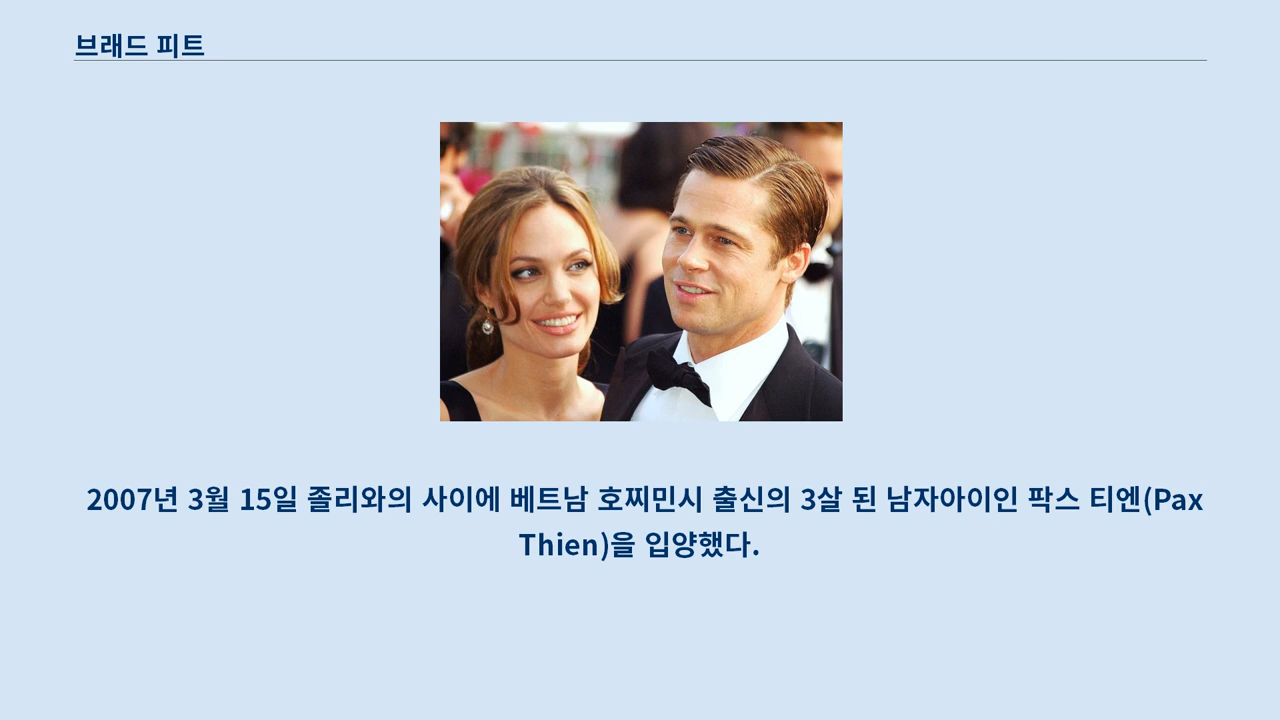 브래드 피트
2007년 3월 15일 졸리와의 사이에 베트남 호찌민시 출신의 3살 된 남자아이인 팍스 티엔(Pax
Thien)을 입양했다.